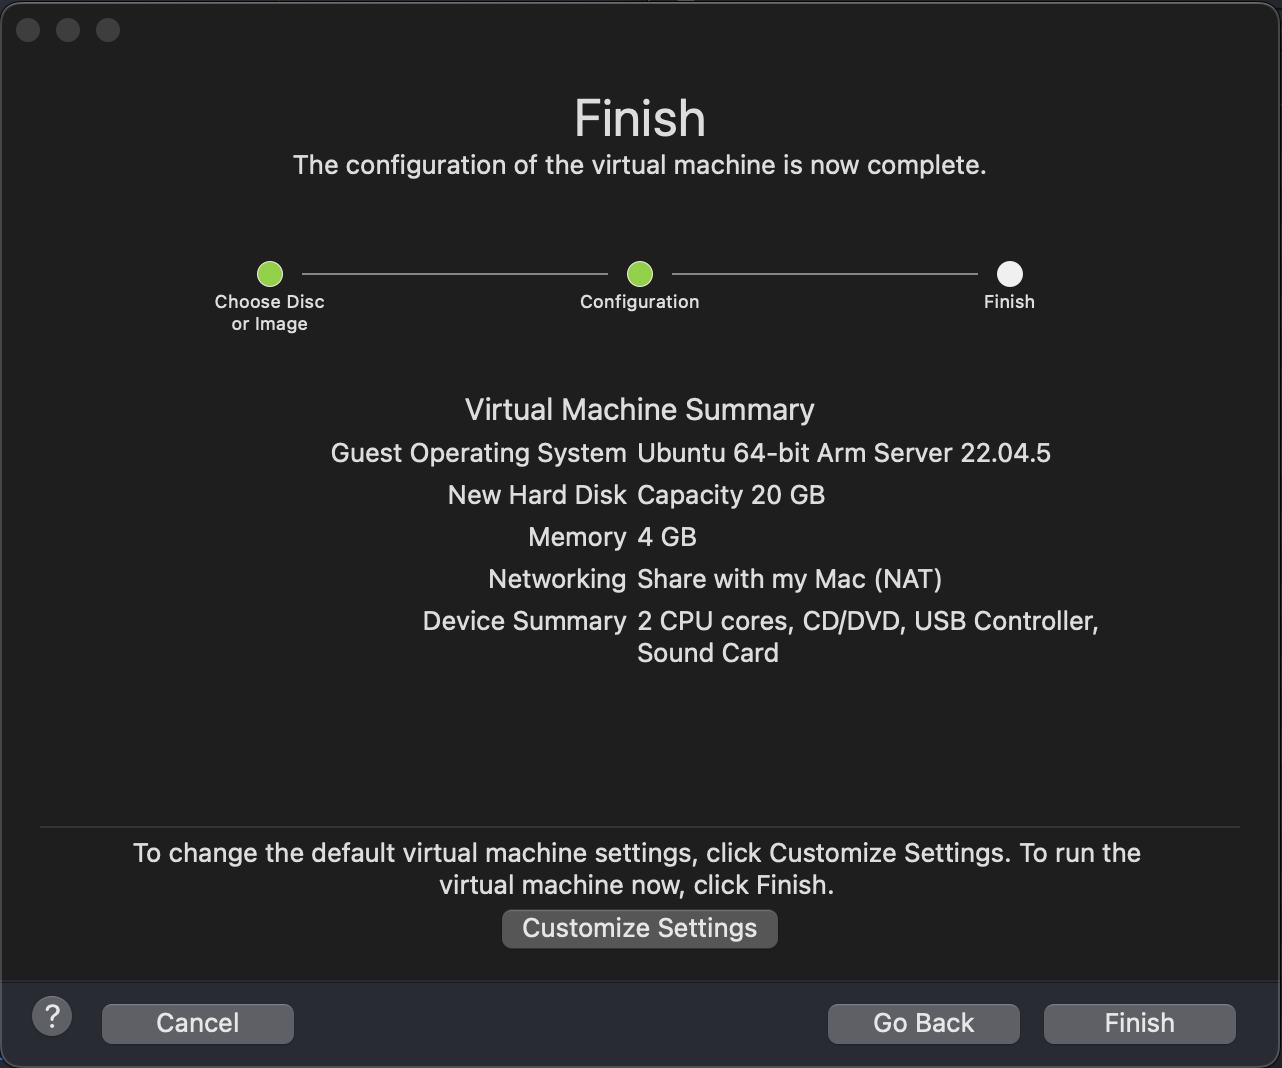 Finish
The configuration of the virtual machine is now complete.
Choose Disc
or Image
Configuration
Finish
Virtual Machine Summary
Guest Operating System Ubuntu 64-bit Arm Server 22.04.5
New Hard Disk Capacity 20 GB
Memory 4 GB
Networking Share with my Mac (NAT)
Device Summary 2 CPU cores, CD/DVD, USB Controller,
Sound Card
To change the default virtual machine settings, click Customize Settings. To run the
virtual machine now, click Finish.
Customize Settings
?
Cancel
Go Back
Finish